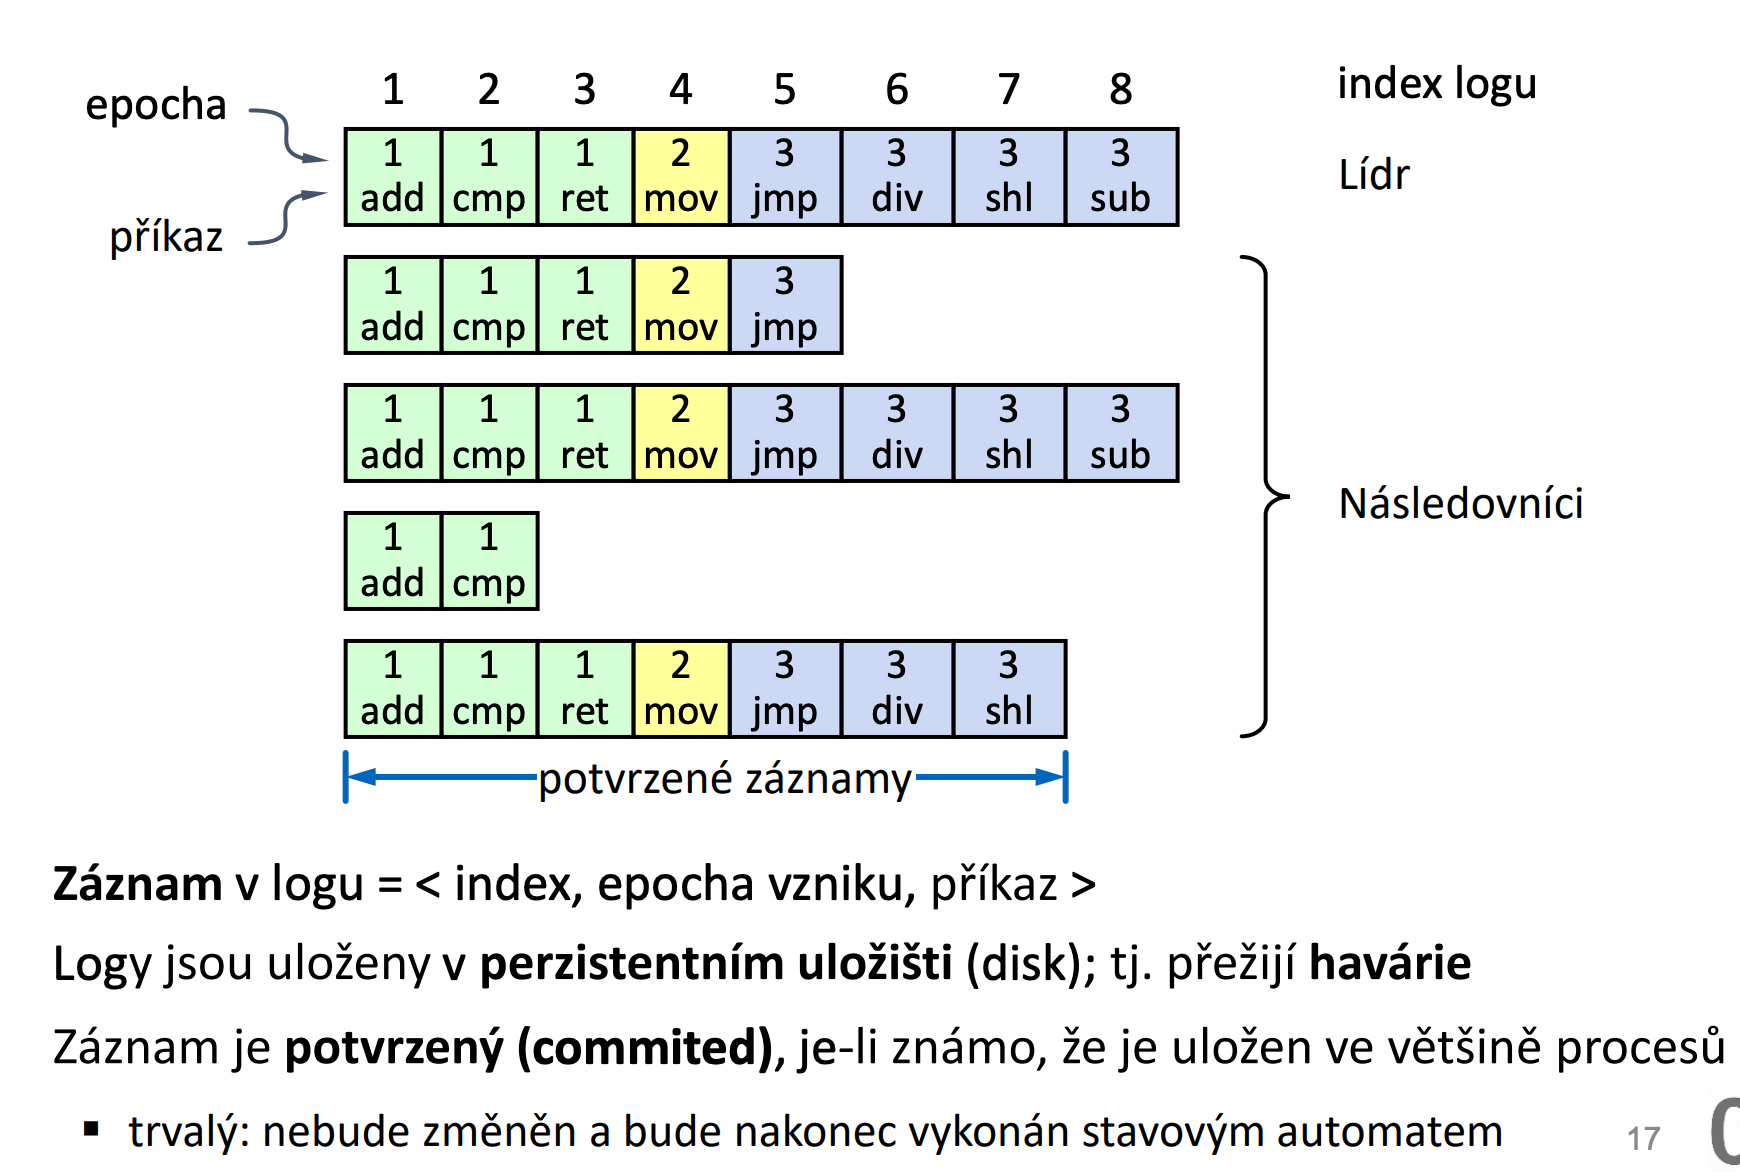 1 2 3 4 5 6 7 8 index logu
epocha
1 1 1 2 3 3 3 3
add cmp ret mov jmp div shl sub
Lídr
příkaz
1 1 1 2 3
add cmp ret mov jmp
1 1 1 2 3 3 3 3
add cmp ret mov jmp div shl sub
Následovníci
1 1
add cmp
1 1 1 2 3 3 3
add cmp ret mov jmp div shl
potvrzené záznamy
Záznam v logu = < index, epocha vzniku, příkaz >
Logy jsou uloženy v perzistentním uložišti (disk); tj. přežijí havárie
Záznam je potvrzený (commited), je-li známo, že je uložen ve většině procesů
▪ trvalý: nebude změněn a bude nakonec vykonán stavovým automatem
17